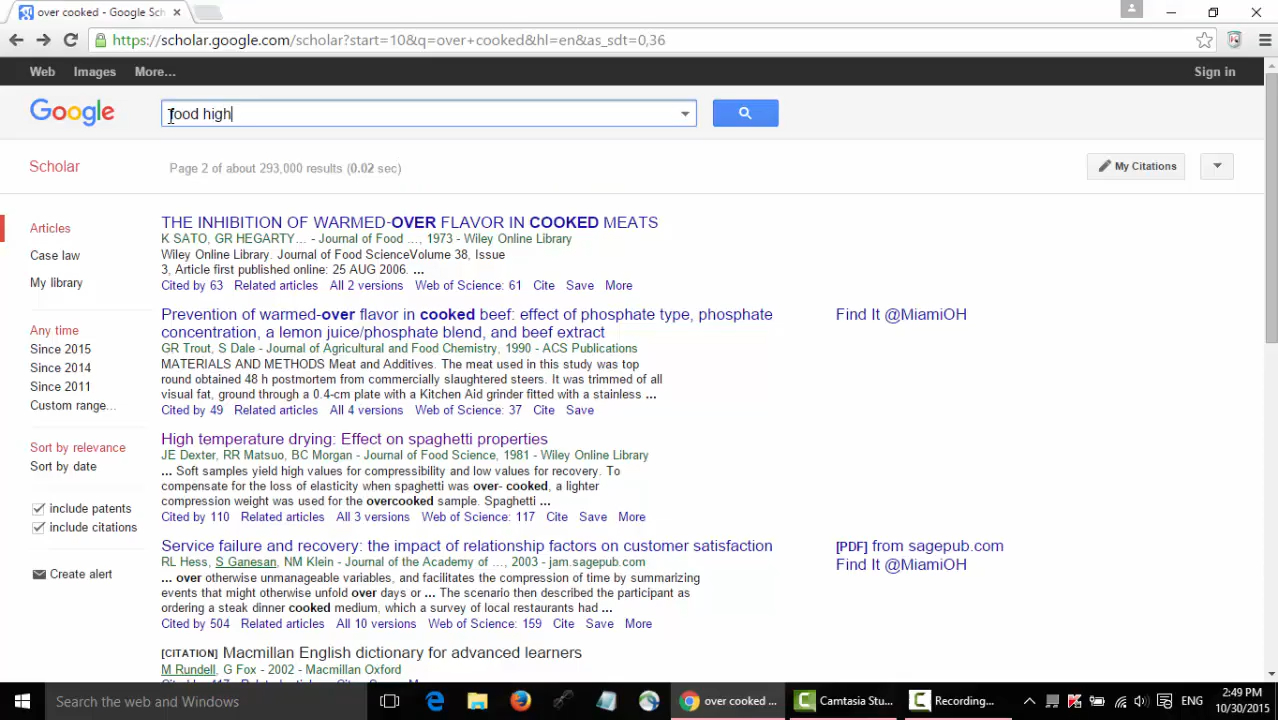 over cooked - Google Sch
https://scholar.google.com/scholar?start=10&q=over+cooked&hl=en&as_sdt=0,36
Web Images More... Sign in
Google food high
Scholar Page 2 of about 293,000 results (0.02 sec) My Citations
Articles
Case law
My library
Any time
Since 2015
Since 2014
Since 2011
Custom range...
Sort by relevance
Sort by date
include patents
include citations
Create alert
THE INHIBITION OF WARMED-OVER FLAVOR IN COOKED MEATS
K SATO, GR HEGARTY... - Journal of Food ..., 1973 - Wiley Online Library
Wiley Online Library. Journal of Food ScienceVolume 38, Issue
3, Article first published online: 25 AUG 2006. ...
Cited by 63 Related articles All 2 versions Web of Science: 61 Cite Save More
Prevention of warmed-over flavor in cooked beef: effect of phosphate type, phosphate
concentration, a lemon juice/phosphate blend, and beef extract
GR Trout, S Dale - Journal of Agricultural and Food Chemistry, 1990 - ACS Publications
MATERIALS AND METHODS Meat and Additives. The meat used in this study was top
round obtained 48 h postmortem from commercially slaughtered steers. It was trimmed of all
visual fat, ground through a 0.4-cm plate with a Kitchen Aid grinder fitted with a stainless ...
Cited by 49 Related articles All 4 versions Web of Science: 37 Cite Save
Find It @MiamiOH
High temperature drying: Effect on spaghetti properties
JE Dexter, RR Matsuo, BC Morgan - Journal of Food Science, 1981 - Wiley Online Library
... Soft samples yield high values for compressibility and low values for recovery. To
compensate for the loss of elasticity when spaghetti was over- cooked, a lighter
compression weight was used for the overcooked sample. Spaghetti ...
Cited by 110 Related articles All 3 versions Web of Science: 117 Cite Save More
Service failure and recovery: the impact of relationship factors on customer satisfaction
RL Hess, S Ganesan, NM Klein - Journal of the Academy of ..., 2003 - jam.sagepub.com
... over otherwise unmanageable variables, and facilitates the compression of time by summarizing
events that might otherwise unfold over days or ... The scenario then described the participant as
ordering a steak dinner cooked medium, which a survey of local restaurants had ...
Cited by 504 Related articles All 10 versions Web of Science: 159 Cite Save More
[PDF] from sagepub.com
Find It @MiamiOH
[CITATION] Macmillan English dictionary for advanced learners
M Rundell, G Fox - 2002 - Macmillan Oxford
Search the web and Windows
over cooked ...
Camtasia Stu...
Recording...
ENG
2:49 PM
10/30/2015